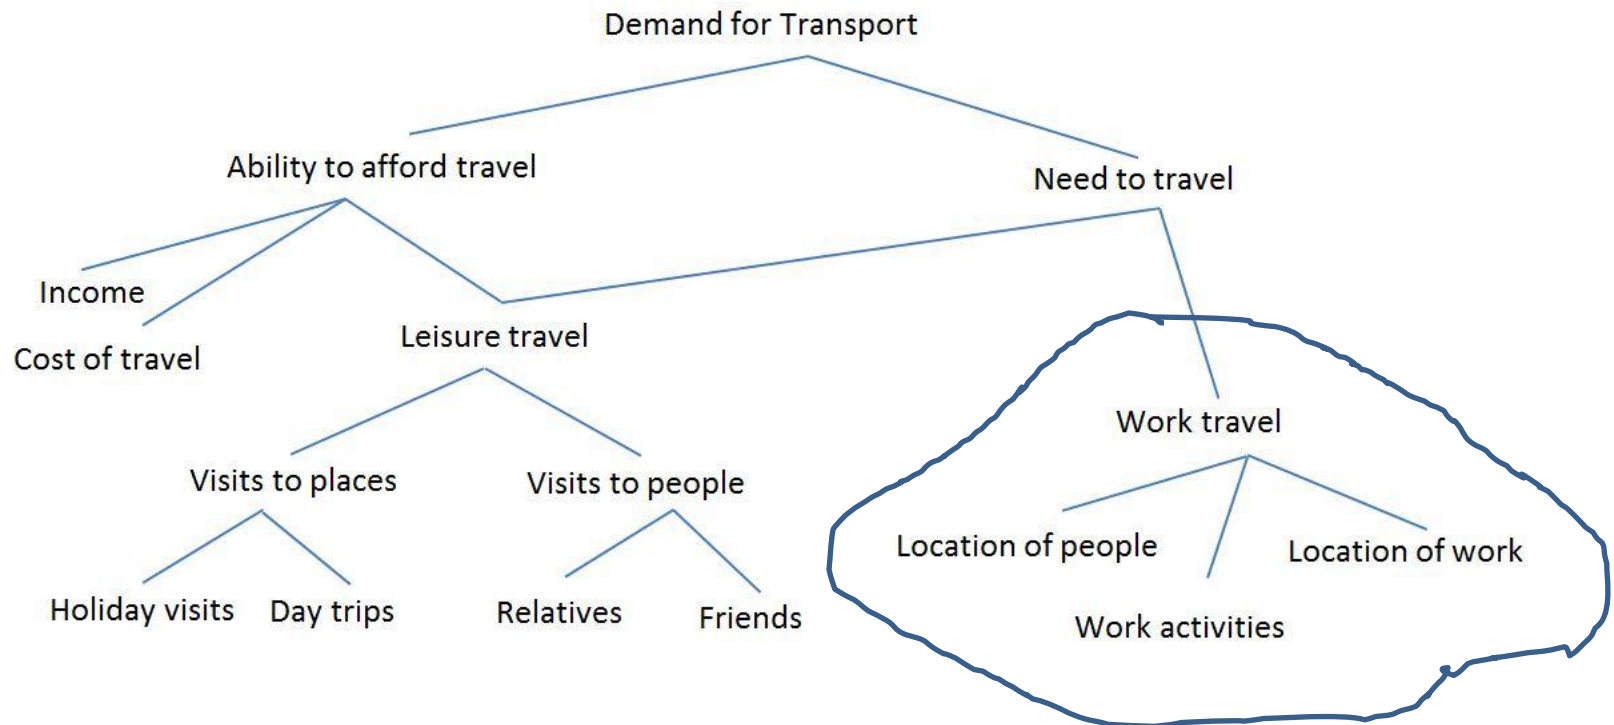 Demand for Transport
Ability to afford travel
Need to travel
Income
Cost of travel
Leisure travel
Work travel
Visits to places
Visits to people
Location of people
Location of work
Work activities
Holiday visits
Day trips
Relatives
Friends